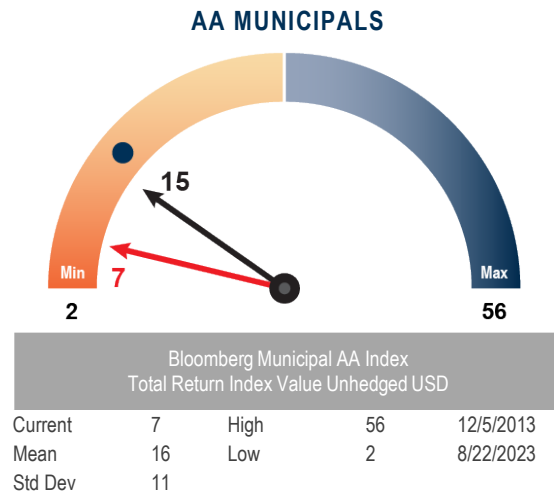 AA MUNICIPALS
15
7
Min
Max
2
56
Bloomberg Municipal AA Index
Total Return Index Value Unhedged USD
Current 7 High 56 12/5/2013
Mean 16 Low 2 8/22/2023
Std Dev 11